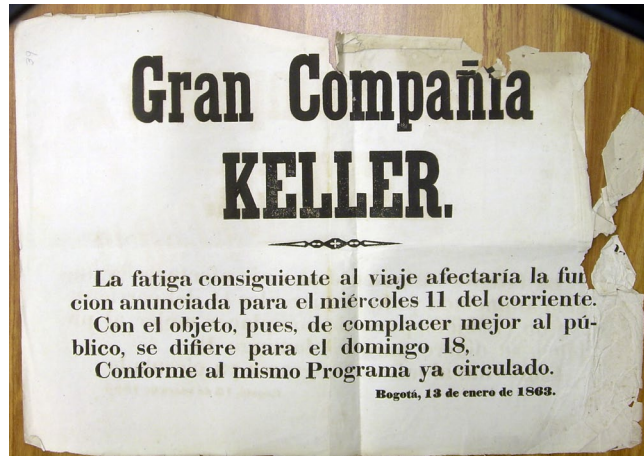 Gran Compañia
KELLER.
La fatiga consiguiente al viaje afectaría la fun
cion anunciada para el miércoles 11 del corriente.
Con el objeto, pues, de complacer mejor al pú-
blico, se difiere para el domingo 18,
Conforme al mismo Programa ya circulado.
Bogotá, 13 de enero de 1863.